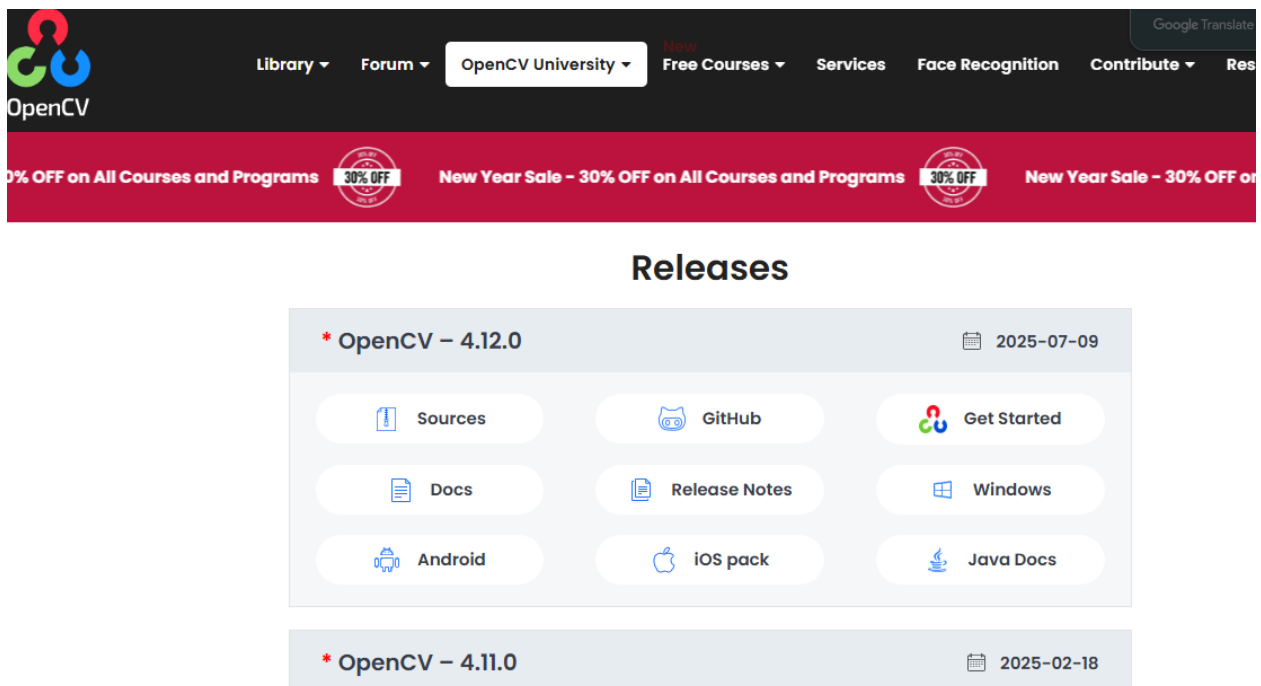 Google Translate
New
Library Forum OpenCV University Free Courses Services Face Recognition Contribute Res
OpenCV
0% OFF on All Courses and Programs 30% OFF New Year Sale - 30% OFF on All Courses and Programs 30% OFF New Year Sale - 30% OFF or
Releases
* OpenCV – 4.12.0 2025-07-09
Sources GitHub Get Started
Docs Release Notes Windows
Android iOS pack Java Docs
* OpenCV – 4.11.0 2025-02-18